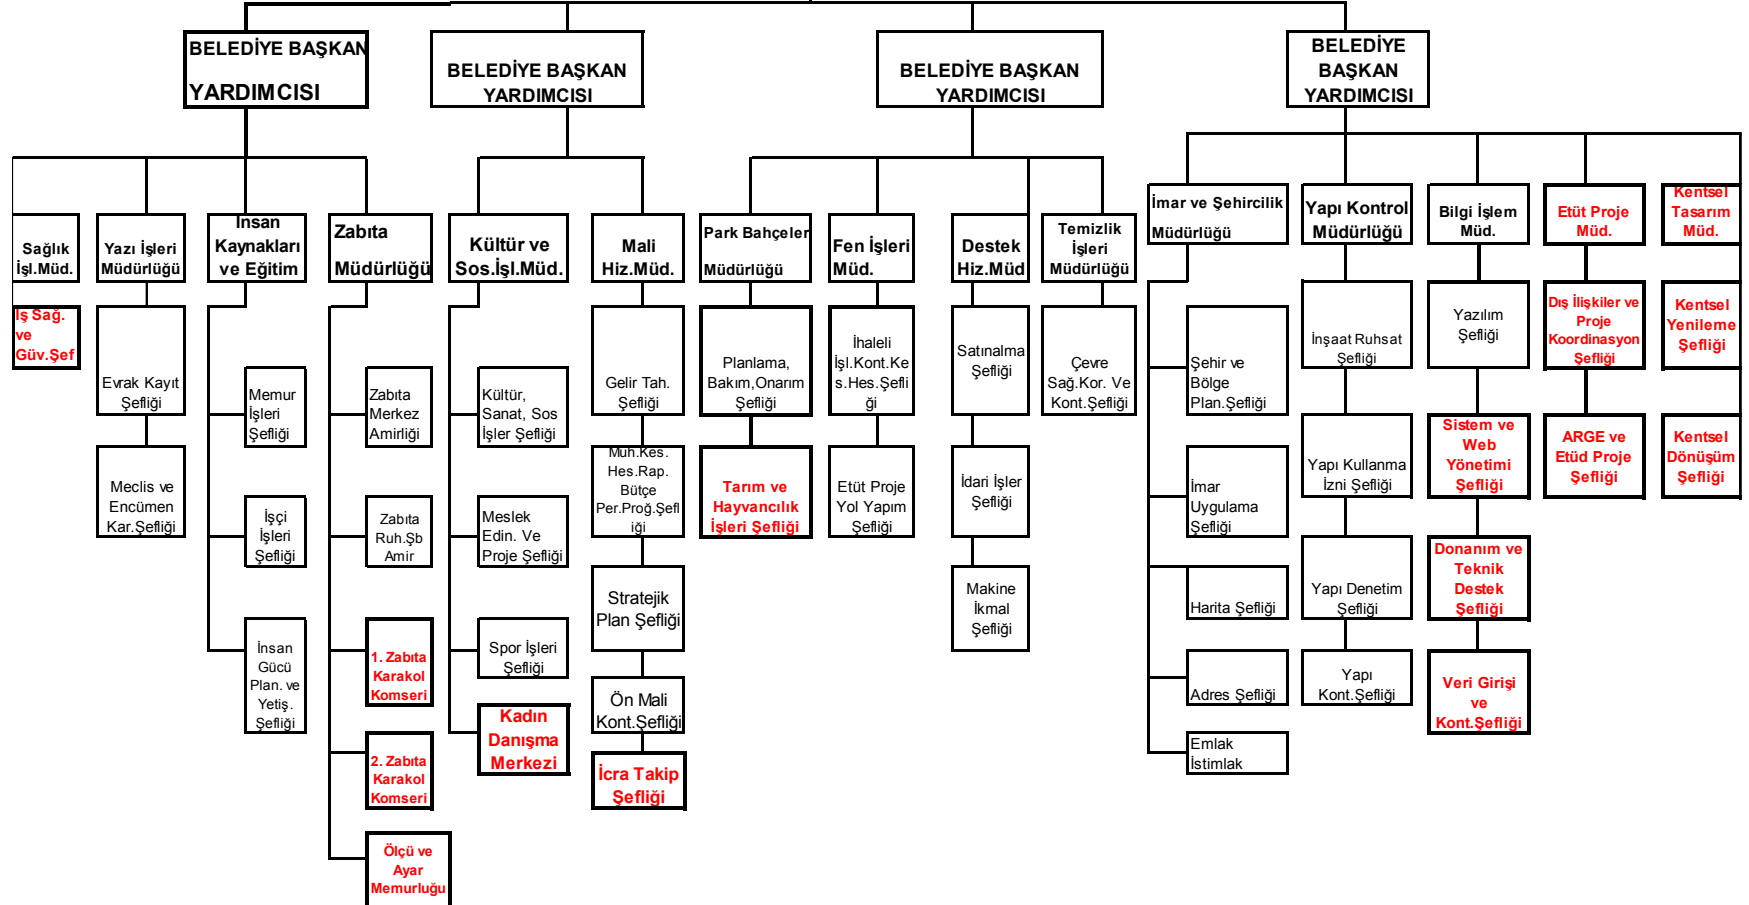 BELEDİYE BAŞKAN
YARDIMCISI
BELEDİYE BAŞKAN
YARDIMCISI
BELEDİYE BAŞKAN
YARDIMCISI
BELEDİYE
BAŞKAN
YARDIMCISI
Sağlık
İşl.Müd.
Yazı İşleri
Müdürlüğü
İnsan
Kaynakları
ve Eğitim
Zabıta
Müdürlüğü
Kültür ve
Sos.İşl.Müd.
Mali
Hiz.Müd.
Park Bahçeler
Müdürlüğü
Fen İşleri
Müd.
Destek
Hiz.Müd
Temizlik
İşleri
Müdürlüğü
İmar ve Şehircilik
Müdürlüğü
Yapı Kontrol
Müdürlüğü
Bilgi İşlem
Müd.
Etüt Proje
Müd.
Kentsel
Tasarım
Müd.
İş Sağ.
ve
Güv.Şef
Evrak Kayıt
Şefliği
Meclis ve
Encümen
Kar.Şefliği
Memur
İşleri
Şefliği
İşçi
İşleri
Şefliği
İnsan
Gücü
Plan. ve
Yetiş.
Şefliği
Zabıta
Merkez
Amirliği
Zabıta
Ruh.Şb
Amir
1. Zabıta
Karakol
Komseri
2. Zabıta
Karakol
Komseri
Ölçü ve
Ayar
Memurluğu
Kültür,
Sanat, Sos
İşler Şefliği
Meslek
Edin. Ve
Proje Şefliği
Spor İşleri
Şefliği
Kadın
Danışma
Merkezi
Gelir Tah.
Şefliği
Muh.Kes.
Hes.Rap.
Bütçe
Per.Proğ.Şefl
iği
Stratejik
Plan Şefliği
Ön Mali
Kont.Şefliği
İcra Takip
Şefliği
Planlama,
Bakım,Onarım
Şefliği
Tarım ve
Hayvancılık
İşleri Şefliği
İhaleli
İşl.Kont.Ke
s.Hes.Şefli
ği
Etüt Proje
Yol Yapım
Şefliği
Satınalma
Şefliği
İdari İşler
Şefliği
Makine
İkmal
Şefliği
Çevre
Sağ.Kor. Ve
Kont.Şefliği
Şehir ve
Bölge
Plan.Şefliği
İmar
Uygulama
Şefliği
Harita Şefliği
Adres Şefliği
Emlak
İstimlak
İnşaat Ruhsat
Şefliği
Yapı Kullanma
İzni Şefliği
Yapı Denetim
Şefliği
Yapı
Kont.Şefliği
Yazılım
Şefliği
Sistem ve
Web
Yönetimi
Şefliği
Donanım ve
Teknik
Destek
Şefliği
Veri Girişi
ve
Kont.Şefliği
Dış İlişkiler ve
Proje
Koordinasyon
Şefliği
ARGE ve
Etüd Proje
Şefliği
Kentsel
Yenileme
Şefliği
Kentsel
Dönüşüm
Şefliği